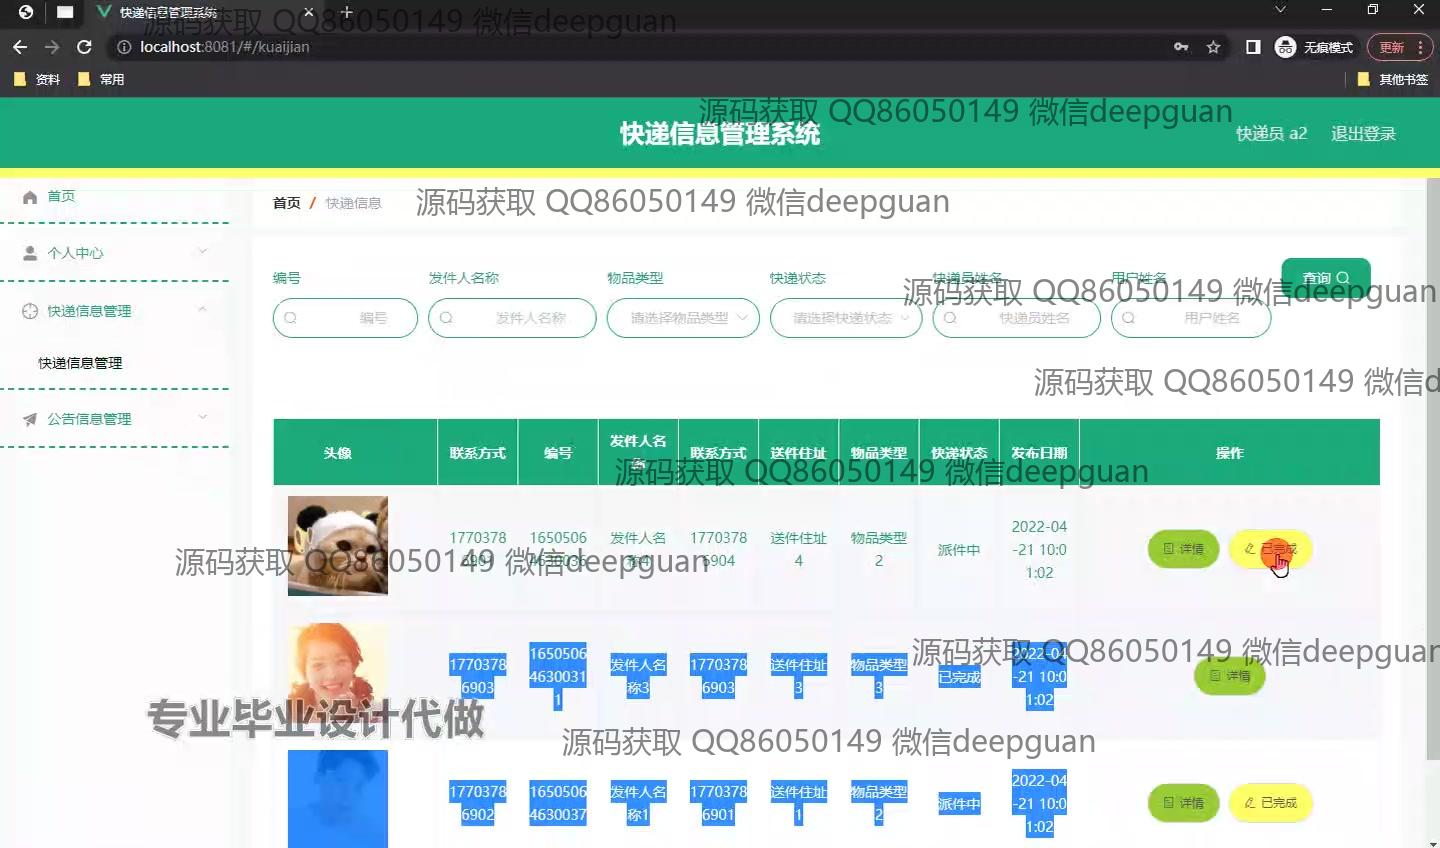 快递信息管理系统
源码获取 QQ86050149 微信deepguan
localhost:8081/#/kuaijian
无痕模式
更新
资料
常用
其他书签
源码获取 QQ86050149 微信deepguan
快递信息管理系统
快递员 a2
退出登录
首页
首页 / 快递信息
源码获取 QQ86050149 微信deepguan
个人中心
快递信息管理
快递信息管理
公告信息管理
编号
发件人名称
物品类型
快递状态
快递员姓名
用户姓名
查询
源码获取 QQ86050149 微信deepguan
编号
发件人名称
请选择物品类型
请选择快递状态
快递员姓名
用户姓名
源码获取 QQ86050149 微信d
头像
联系方式
编号
发件人名称
联系方式
送件住址
物品类型
快递状态
发布日期
操作
源码获取 QQ86050149 微信deepguan
1770378
1650506
发件人名
1770378
6904
送件住址
4
物品类型
2
派件中
2022-04
-21 10:0
1:02
详情
已完成
源码获取 QQ86050149 微信deepguan
1770378
6903
1650506
4630031
1
发件人名
称3
1770378
6903
送件住址
3
物品类型
3
已完成
2022-04
-21 10:0
1:02
详情
源码获取 QQ86050149 微信deepguan
专业毕业设计代做
源码获取 QQ86050149 微信deepguan
1770378
6902
1650506
4630037
发件人名
称1
1770378
6901
送件住址
1
物品类型
2
派件中
2022-04
-21 10:0
1:02
详情
已完成